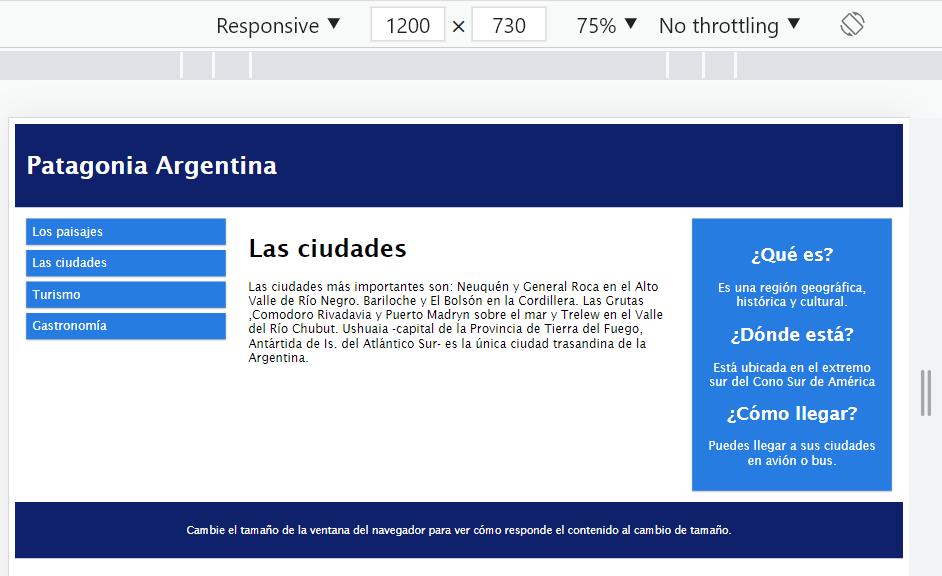 Responsive ▼ 1200 × 730 75% ▼ No throttling ▼
Patagonia Argentina
Los paisajes
Las ciudades
Turismo
Gastronomía
Las ciudades
Las ciudades más importantes son: Neuquén y General Roca en el Alto
Valle de Río Negro. Bariloche y El Bolsón en la Cordillera. Las Grutas
,Comodoro Rivadavia y Puerto Madryn sobre el mar y Trelew en el Valle
del Río Chubut. Ushuaia -capital de la Provincia de Tierra del Fuego,
Antártida de Is. del Atlántico Sur- es la única ciudad trasandina de la
Argentina.
¿Qué es?
Es una región geográfica,
histórica y cultural.
¿Dónde está?
Está ubicada en el extremo
sur del Cono Sur de América
¿Cómo llegar?
Puedes llegar a sus ciudades
en avión o bus.
Cambie el tamaño de la ventana del navegador para ver cómo responde el contenido al cambio de tamaño.